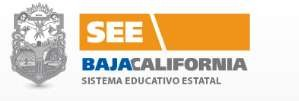 SEE
BAJACALIFORNIA
SISTEMA EDUCATIVO ESTATAL